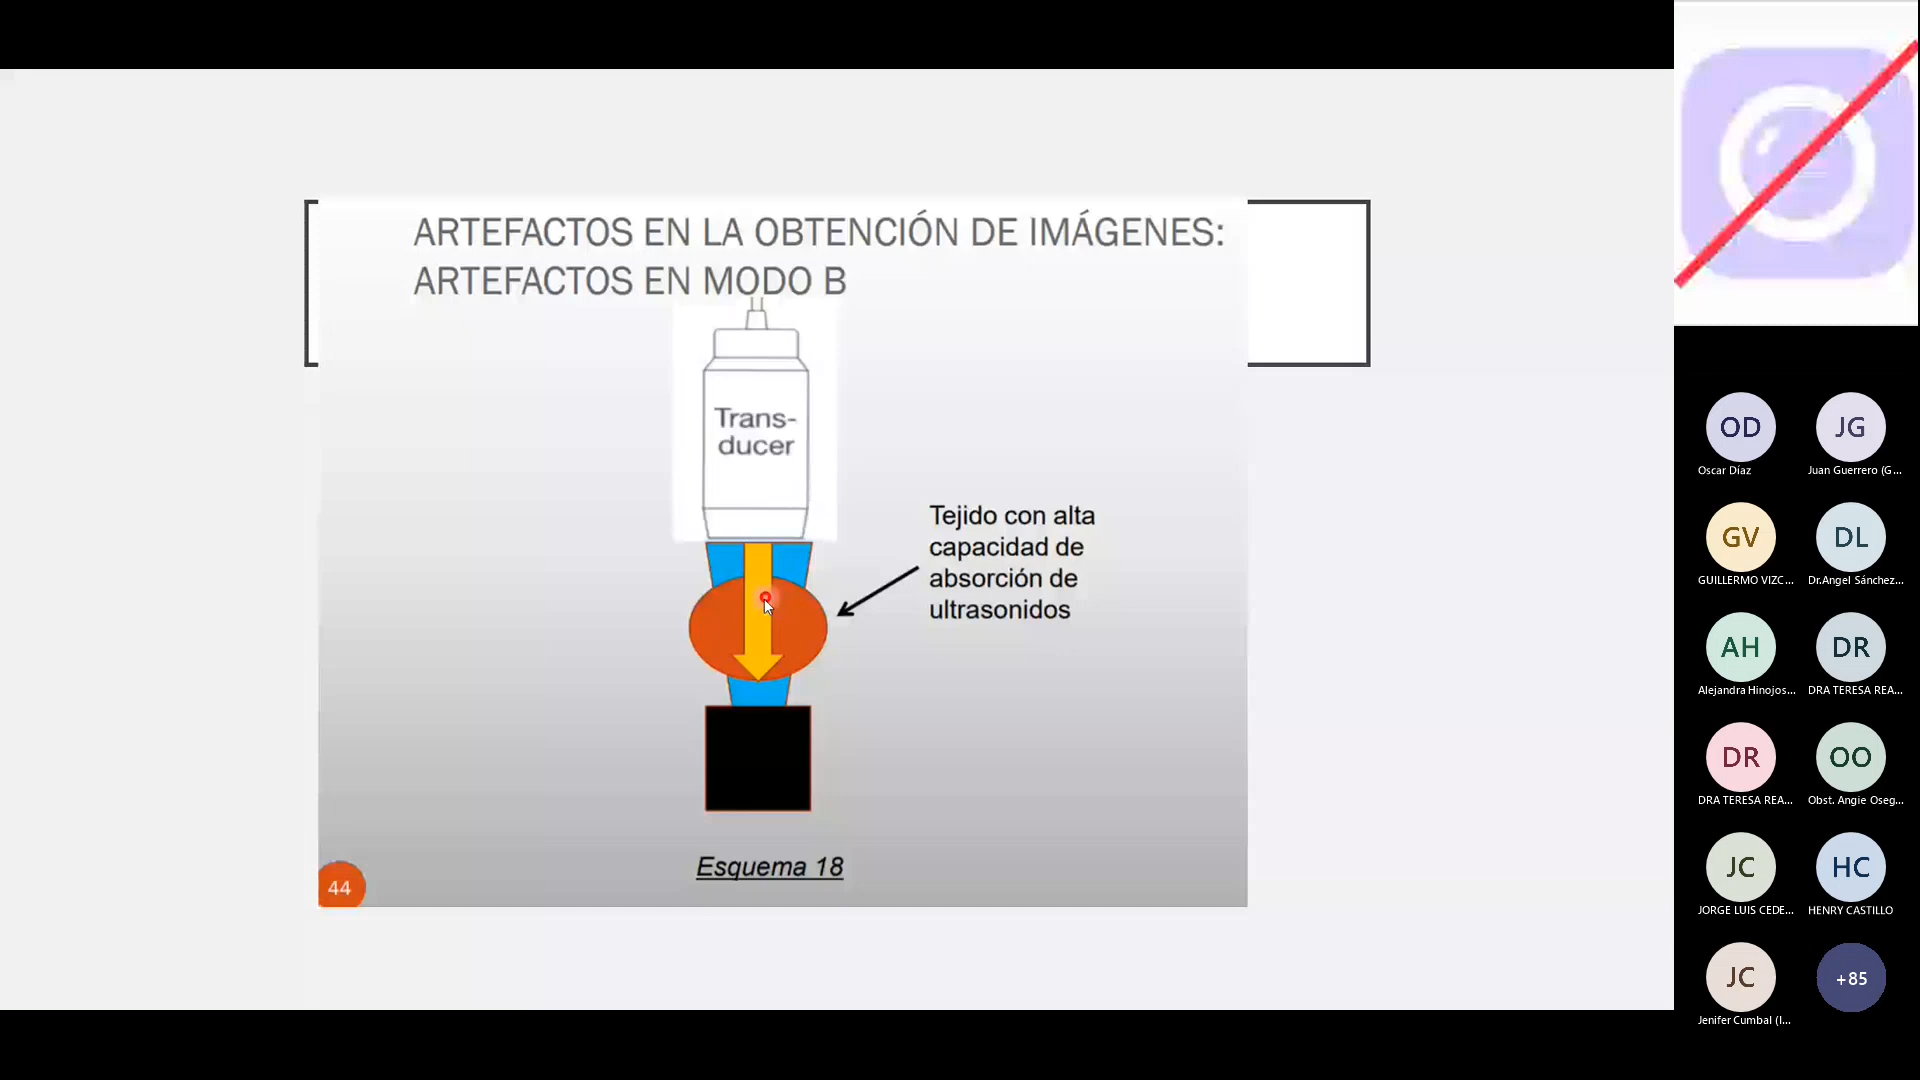 ARTEFACTOS EN LA OBTENCIÓN DE IMÁGENES:
ARTEFACTOS EN MODO B
Trans-
ducer
Tejido con alta
capacidad de
absorción de
ultrasonidos
Esquema 18
44
OD
Oscar Díaz
JG
Juan Guerrero (G...
GV
GUILLERMO VIZC...
DL
Dr.Angel Sánchez...
AH
Alejandra Hinojos...
DR
DRA TERESA REA...
DR
DRA TERESA REA...
OO
Obst. Angie Oseg...
JC
JORGE LUIS CEDE...
HC
HENRY CASTILLO
JC
Jenifer Cumbal (I...
+85